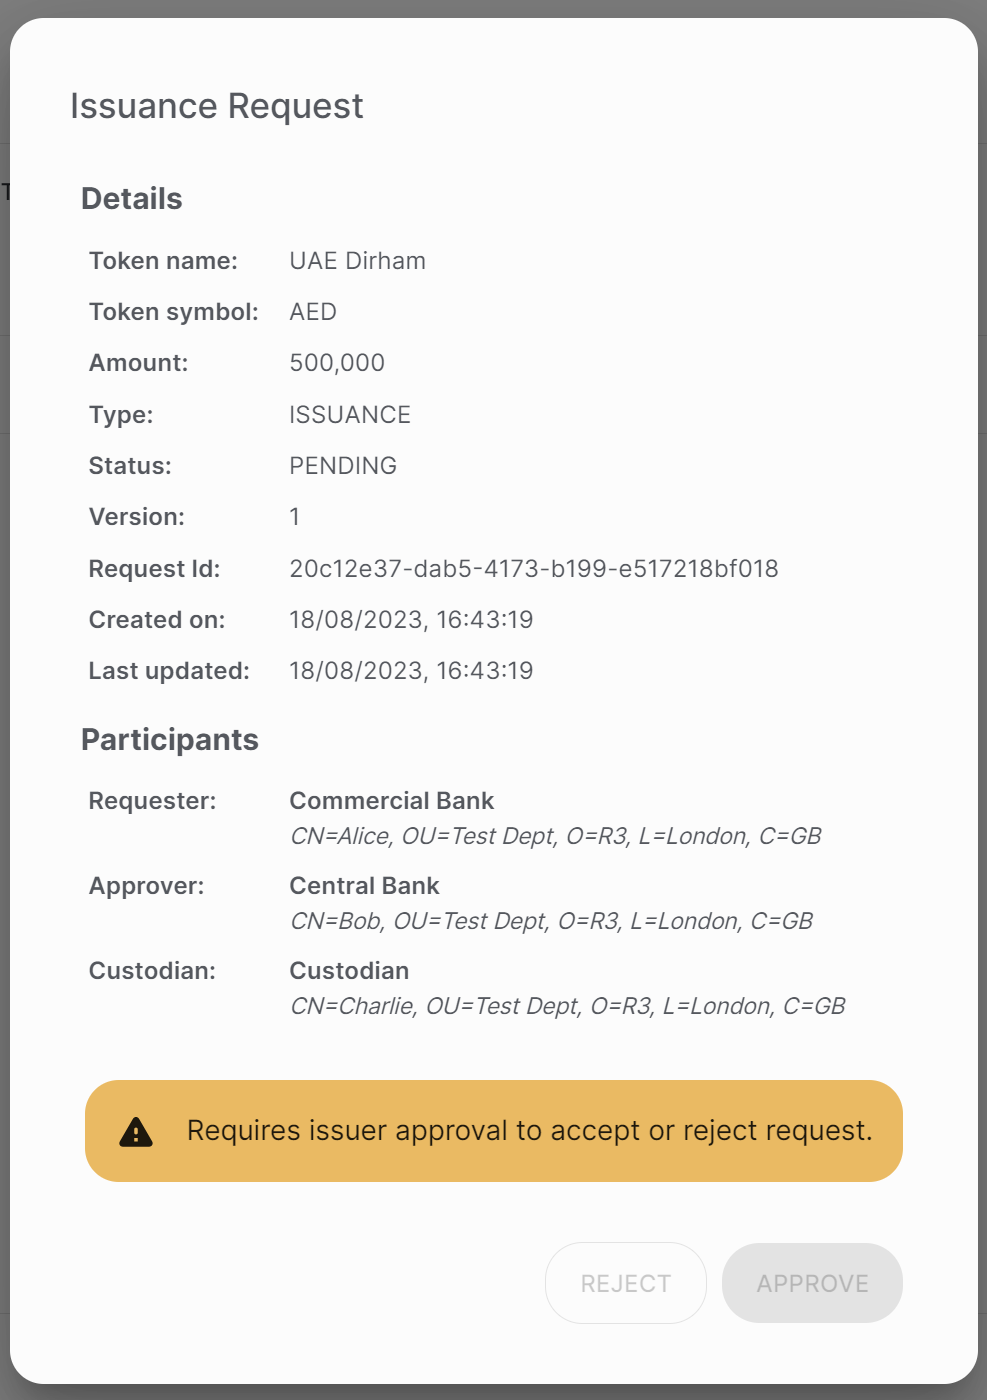 Issuance Request
Details
Token name: UAE Dirham
Token symbol: AED
Amount: 500,000
Type: ISSUANCE
Status: PENDING
Version: 1
Request Id: 20c12e37-dab5-4173-b199-e517218bf018
Created on: 18/08/2023, 16:43:19
Last updated: 18/08/2023, 16:43:19
Participants
Requester: Commercial Bank
CN=Alice, OU=Test Dept, O=R3, L=London, C=GB
Approver: Central Bank
CN=Bob, OU=Test Dept, O=R3, L=London, C=GB
Custodian: Custodian
CN=Charlie, OU=Test Dept, O=R3, L=London, C=GB
Requires issuer approval to accept or reject request.
REJECT APPROVE